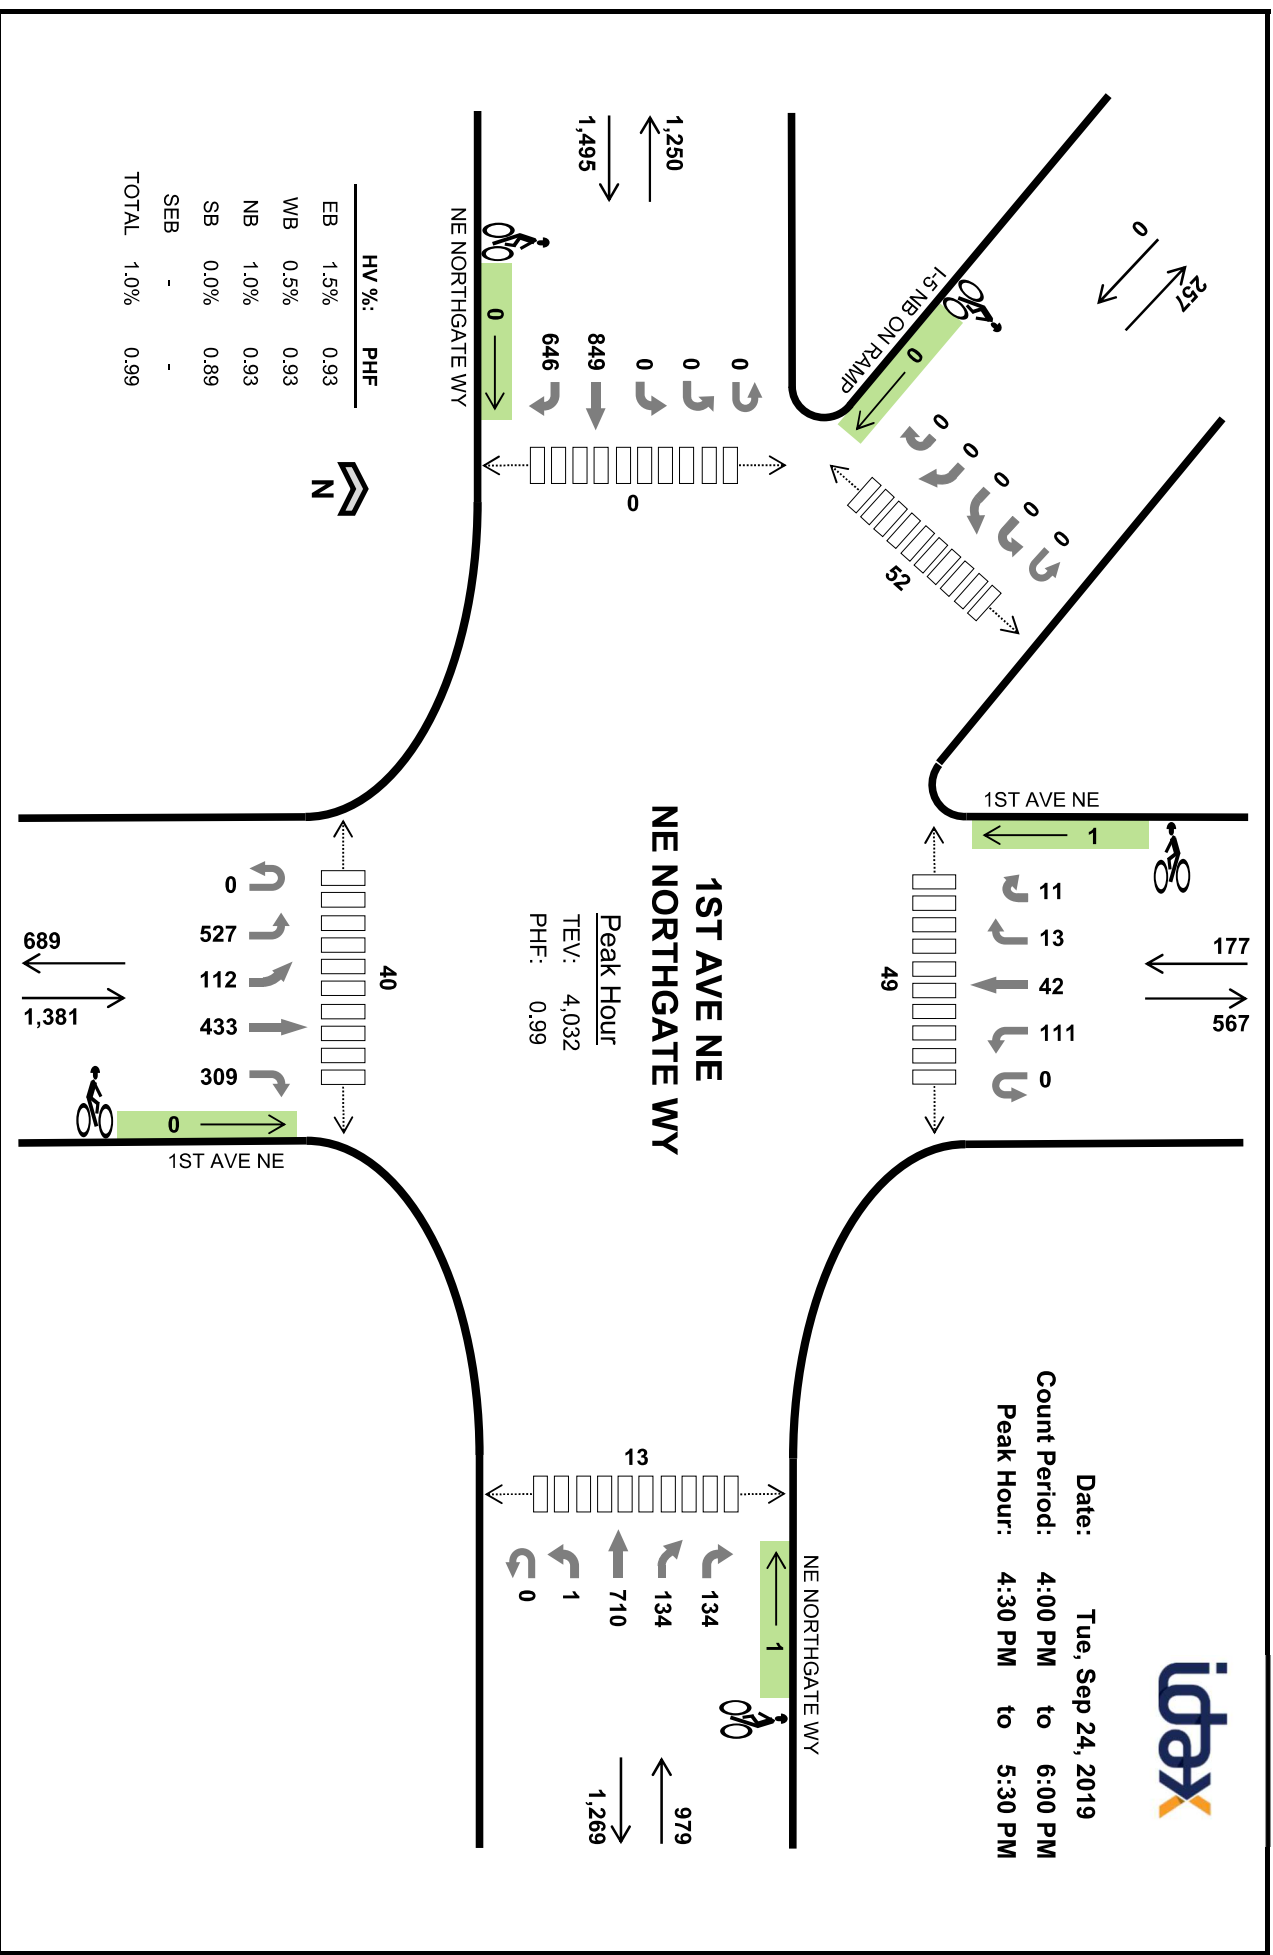 idax
Date: Tue, Sep 24, 2019
Count Period: 4:00 PM to 6:00 PM
Peak Hour: 4:30 PM to 5:30 PM
1ST AVE NE
NE NORTHGATE WY
Peak Hour
TEV: 4,032
PHF: 0.99
I-5 NB ON RAMP
0
257
0
0
0
0
0
0
52
1ST AVE NE
1
177
567
11
13
42
111
0
49
NE NORTHGATE WY
1
979
1,269
134
134
710
1
0
13
1ST AVE NE
0
689
1,381
0
527
112
433
309
40
NE NORTHGATE WY
0
1,250
1,495
0
0
0
849
646
0
N
HV %: PHF
EB 1.5% 0.93
WB 0.5% 0.93
NB 1.0% 0.93
SB 0.0% 0.89
SEB - -
TOTAL 1.0% 0.99